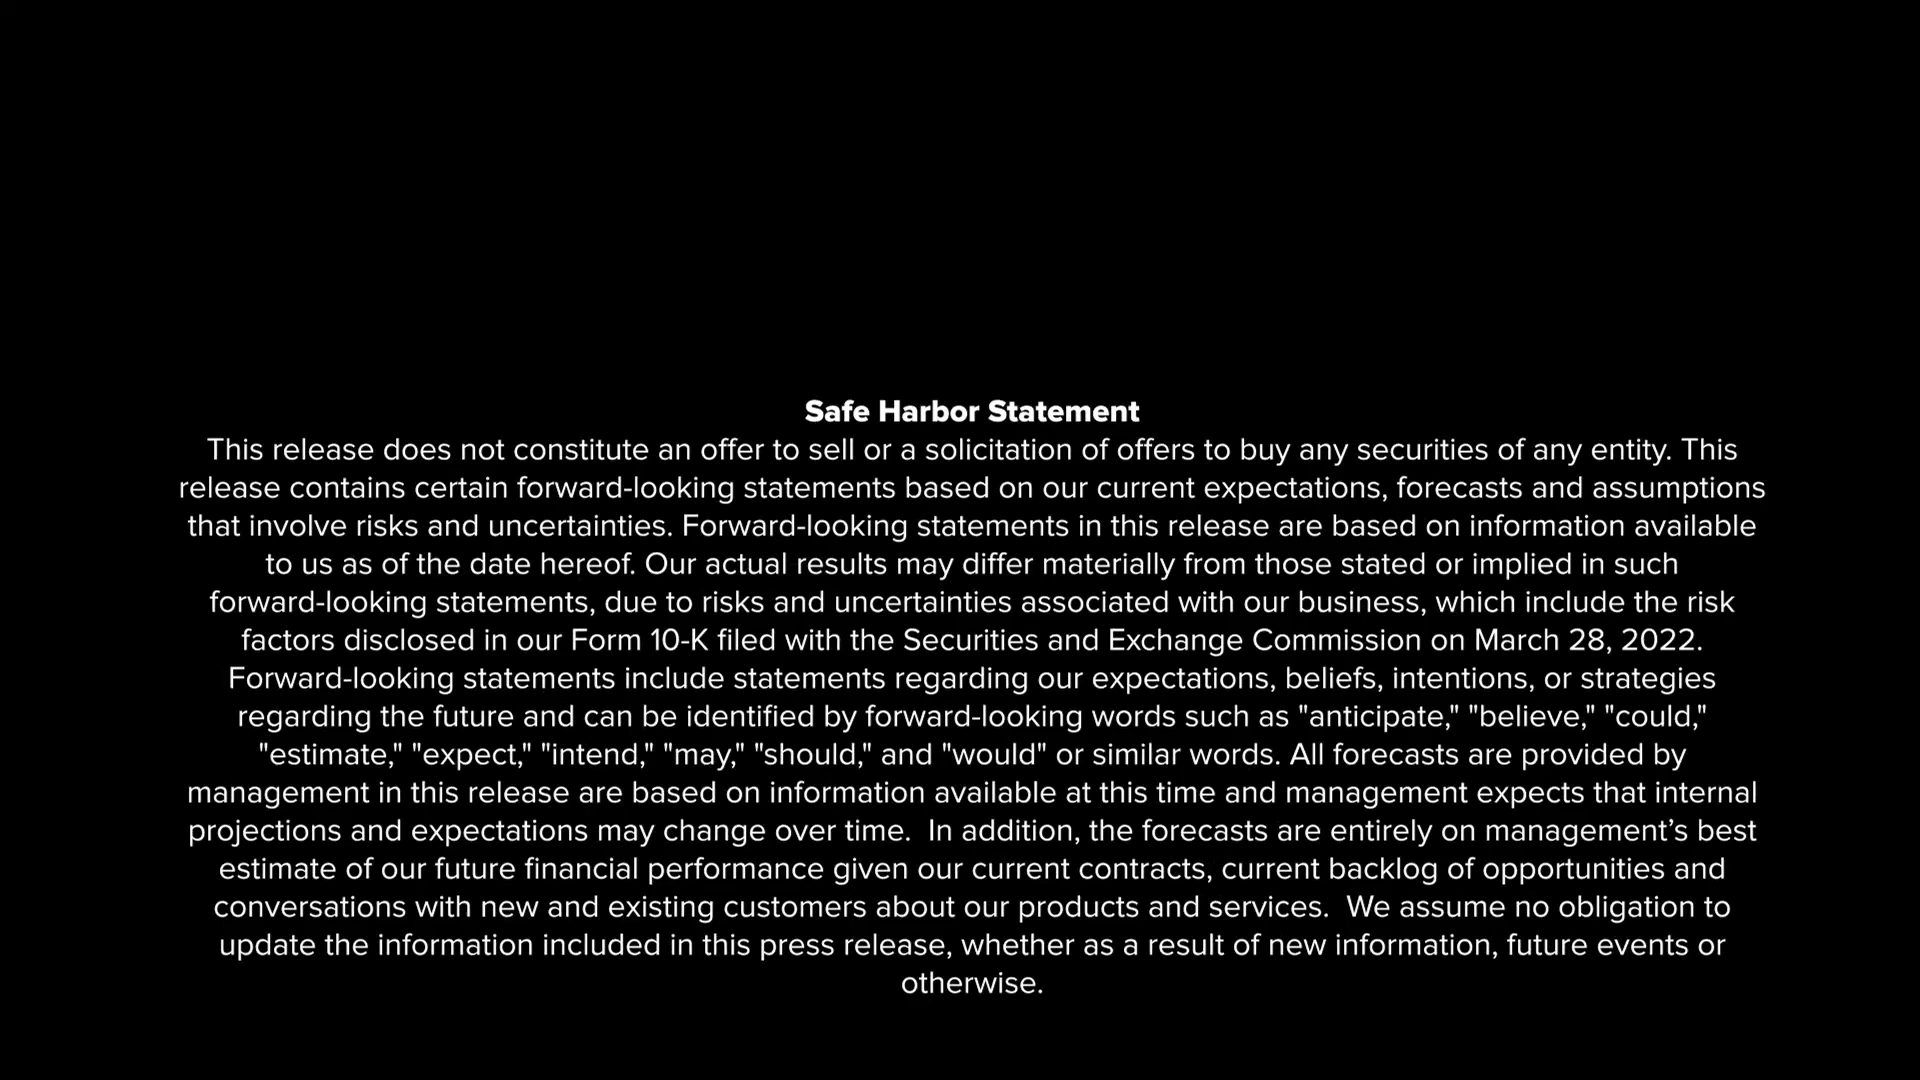 Safe Harbor Statement
This release does not constitute an offer to sell or a solicitation of offers to buy any securities of any entity. This
release contains certain forward-looking statements based on our current expectations, forecasts and assumptions
that involve risks and uncertainties. Forward-looking statements in this release are based on information available
to us as of the date hereof. Our actual results may differ materially from those stated or implied in such
forward-looking statements, due to risks and uncertainties associated with our business, which include the risk
factors disclosed in our Form 10-K filed with the Securities and Exchange Commission on March 28, 2022.
Forward-looking statements include statements regarding our expectations, beliefs, intentions, or strategies
regarding the future and can be identified by forward-looking words such as "anticipate," "believe," "could,"
"estimate," "expect," "intend," "may," "should," and "would" or similar words. All forecasts are provided by
management in this release are based on information available at this time and management expects that internal
projections and expectations may change over time.  In addition, the forecasts are entirely on management’s best
estimate of our future financial performance given our current contracts, current backlog of opportunities and
conversations with new and existing customers about our products and services.  We assume no obligation to
update the information included in this press release, whether as a result of new information, future events or
otherwise.